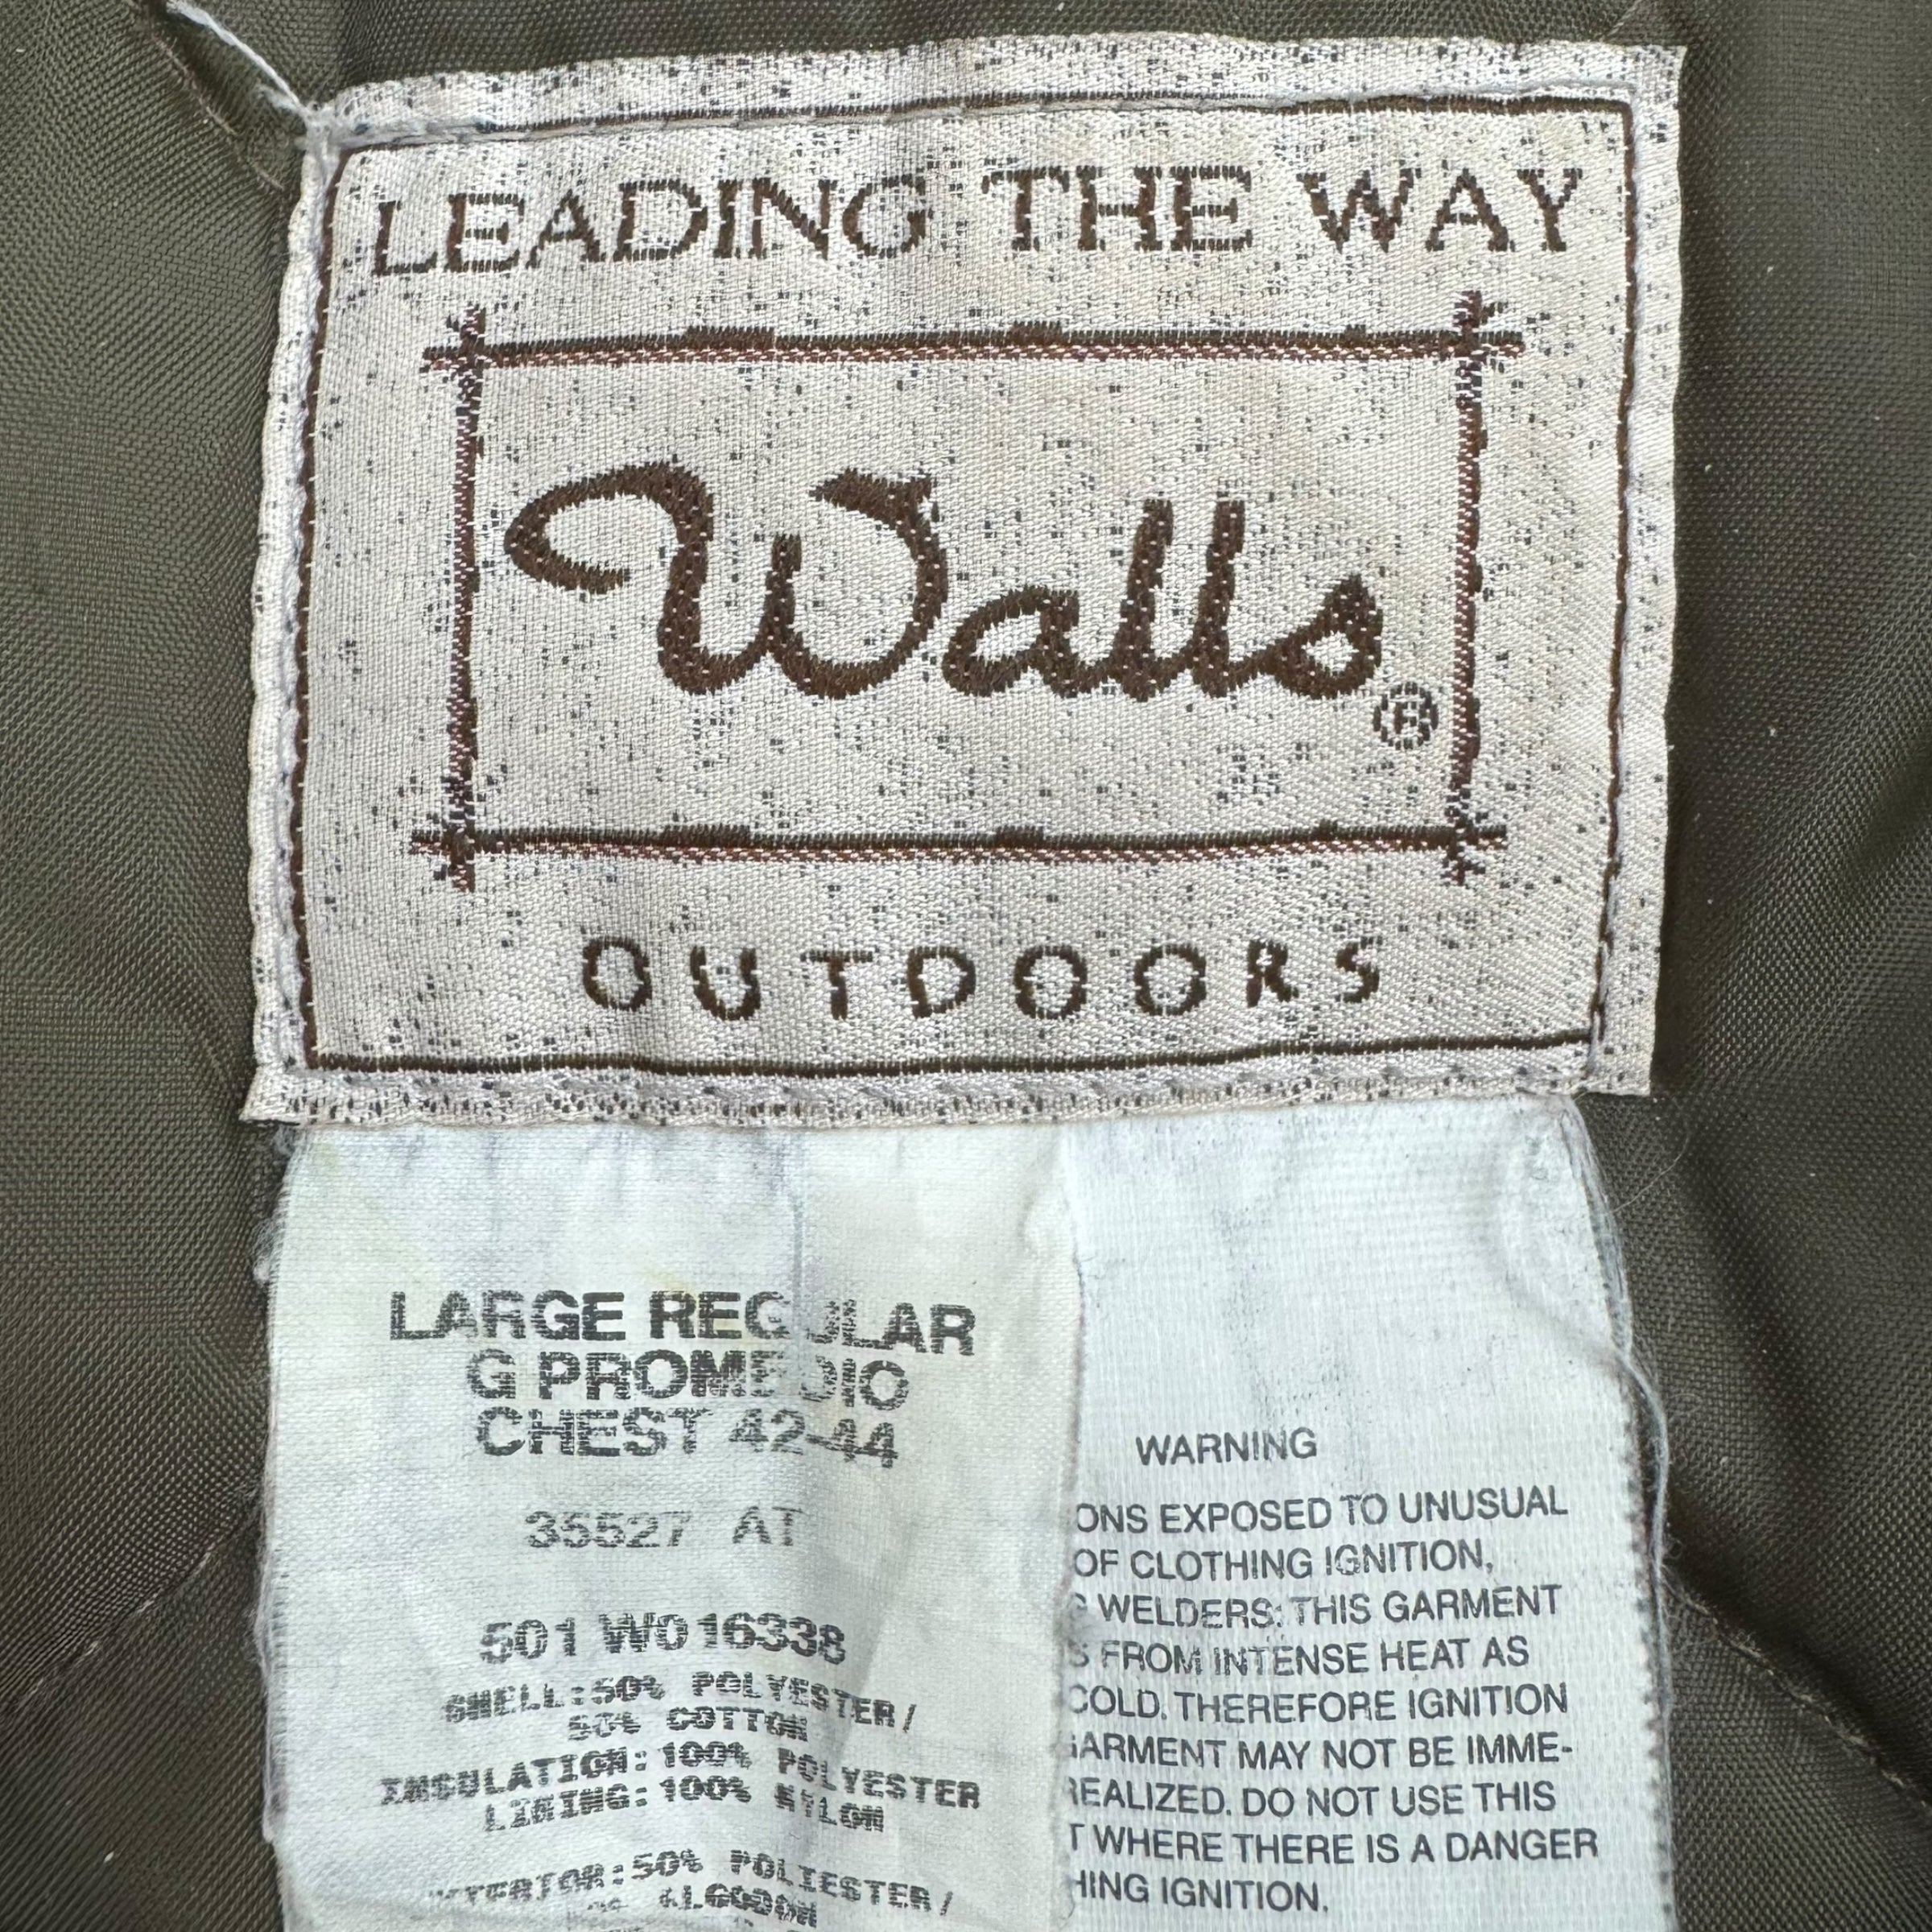 LEADING THE WAY
Walls®
OUTDOORS
LARGE REGULAR
G PROMEDIO
CHEST 42-44
35527 AT
501 W016338
SHELL:50% POLYESTER/
50% COTTON
INSULATION:100% POLYESTER
LINING:100% NYLON
50% POLIESTER/
ALGODON
WARNING
ONS EXPOSED TO UNUSUAL
OF CLOTHING IGNITION,
WELDERS: THIS GARMENT
S FROM INTENSE HEAT AS
COLD. THEREFORE IGNITION
GARMENT MAY NOT BE IMME-
REALIZED. DO NOT USE THIS
T WHERE THERE IS A DANGER
HING IGNITION.